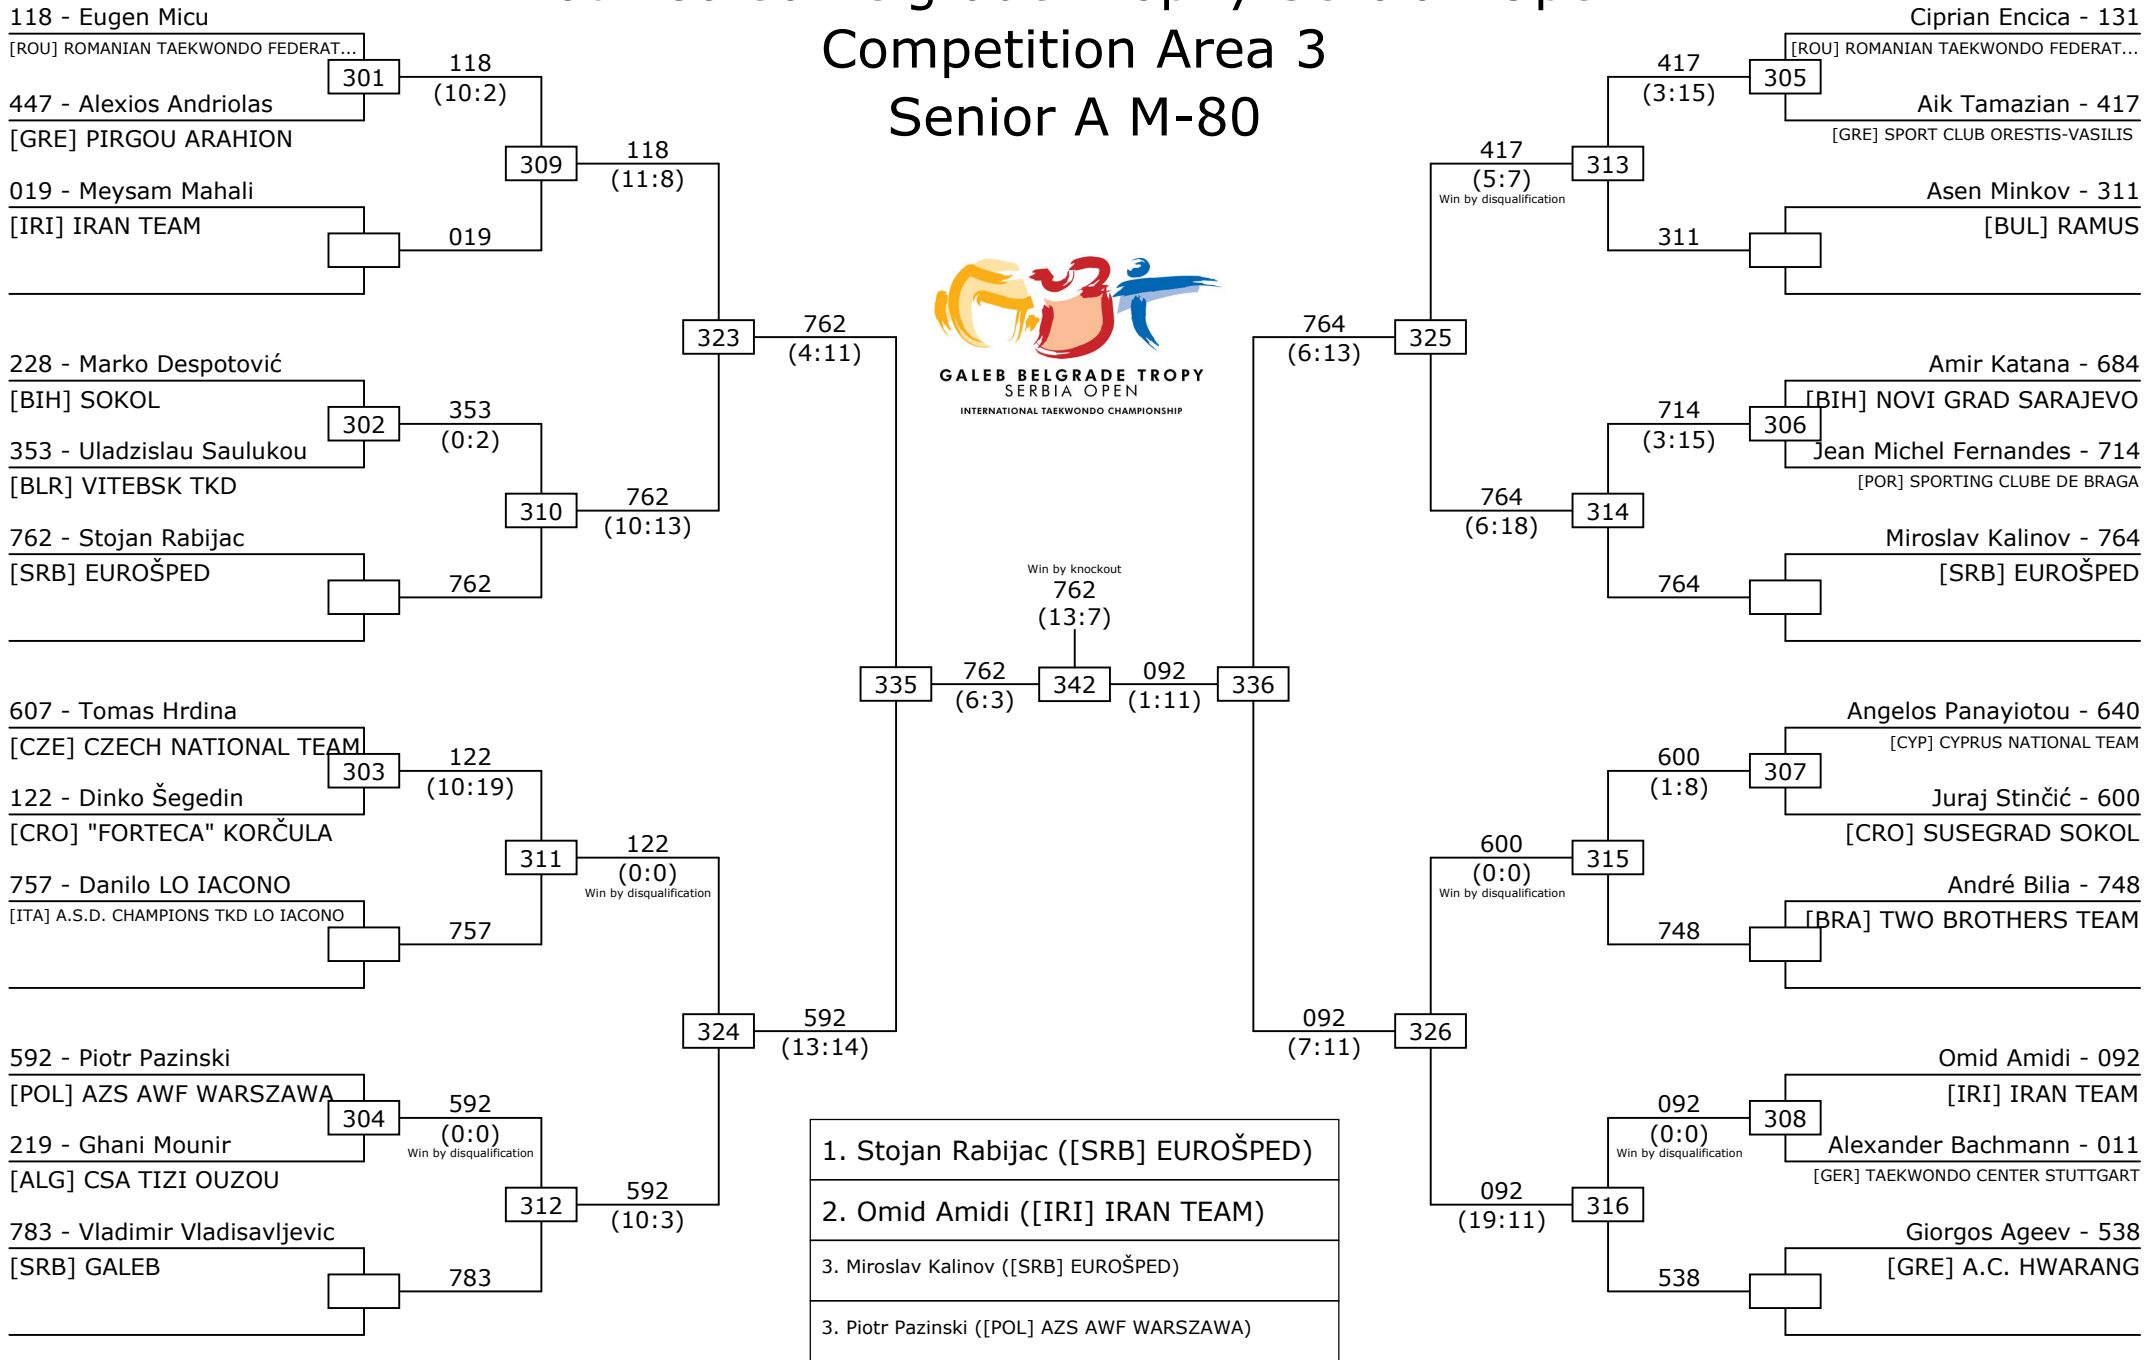 Competition Area 3
Senior A M-80
118 - Eugen Micu
[ROU] ROMANIAN TAEKWONDO FEDERAT...
301
118
(10:2)
447 - Alexios Andriolas
[GRE] PIRGOU ARAHION
309
118
(11:8)
019 - Meysam Mahali
[IRI] IRAN TEAM
019
323
762
(4:11)
228 - Marko Despotović
[BIH] SOKOL
302
353
(0:2)
353 - Uladzislau Saulukou
[BLR] VITEBSK TKD
310
762
(10:13)
762 - Stojan Rabijac
[SRB] EUROŠPED
762
335
762
(6:3)
607 - Tomas Hrdina
[CZE] CZECH NATIONAL TEAM
303
122
(10:19)
122 - Dinko Šegedin
[CRO] "FORTECA" KORČULA
311
122
(0:0)
Win by disqualification
757 - Danilo LO IACONO
[ITA] A.S.D. CHAMPIONS TKD LO IACONO
757
324
592
(13:14)
592 - Piotr Pazinski
[POL] AZS AWF WARSZAWA
304
592
(0:0)
Win by disqualification
219 - Ghani Mounir
[ALG] CSA TIZI OUZOU
312
592
(10:3)
783 - Vladimir Vladisavljevic
[SRB] GALEB
783
GALEB BELGRADE TROPY
SERBIA OPEN
INTERNATIONAL TAEKWONDO CHAMPIONSHIP
Win by knockout
762
(13:7)
342
092
(1:11)
336
Ciprian Encica - 131
[ROU] ROMANIAN TAEKWONDO FEDERAT...
417
(3:15)
305
Aik Tamazian - 417
[GRE] SPORT CLUB ORESTIS-VASILIS
417
(5:7)
Win by disqualification
313
Asen Minkov - 311
[BUL] RAMUS
311
764
(6:13)
325
Amir Katana - 684
[BIH] NOVI GRAD SARAJEVO
714
(3:15)
306
Jean Michel Fernandes - 714
[POR] SPORTING CLUBE DE BRAGA
764
(6:18)
314
Miroslav Kalinov - 764
[SRB] EUROŠPED
764
Angelos Panayiotou - 640
[CYP] CYPRUS NATIONAL TEAM
600
(1:8)
307
Juraj Stinčić - 600
[CRO] SUSEGRAD SOKOL
600
(0:0)
Win by disqualification
315
André Bilia - 748
[BRA] TWO BROTHERS TEAM
748
092
(7:11)
326
Omid Amidi - 092
[IRI] IRAN TEAM
092
(0:0)
Win by disqualification
308
Alexander Bachmann - 011
[GER] TAEKWONDO CENTER STUTTGART
092
(19:11)
316
Giorgos Ageev - 538
[GRE] A.C. HWARANG
538
1. Stojan Rabijac ([SRB] EUROŠPED)
2. Omid Amidi ([IRI] IRAN TEAM)
3. Miroslav Kalinov ([SRB] EUROŠPED)
3. Piotr Pazinski ([POL] AZS AWF WARSZAWA)